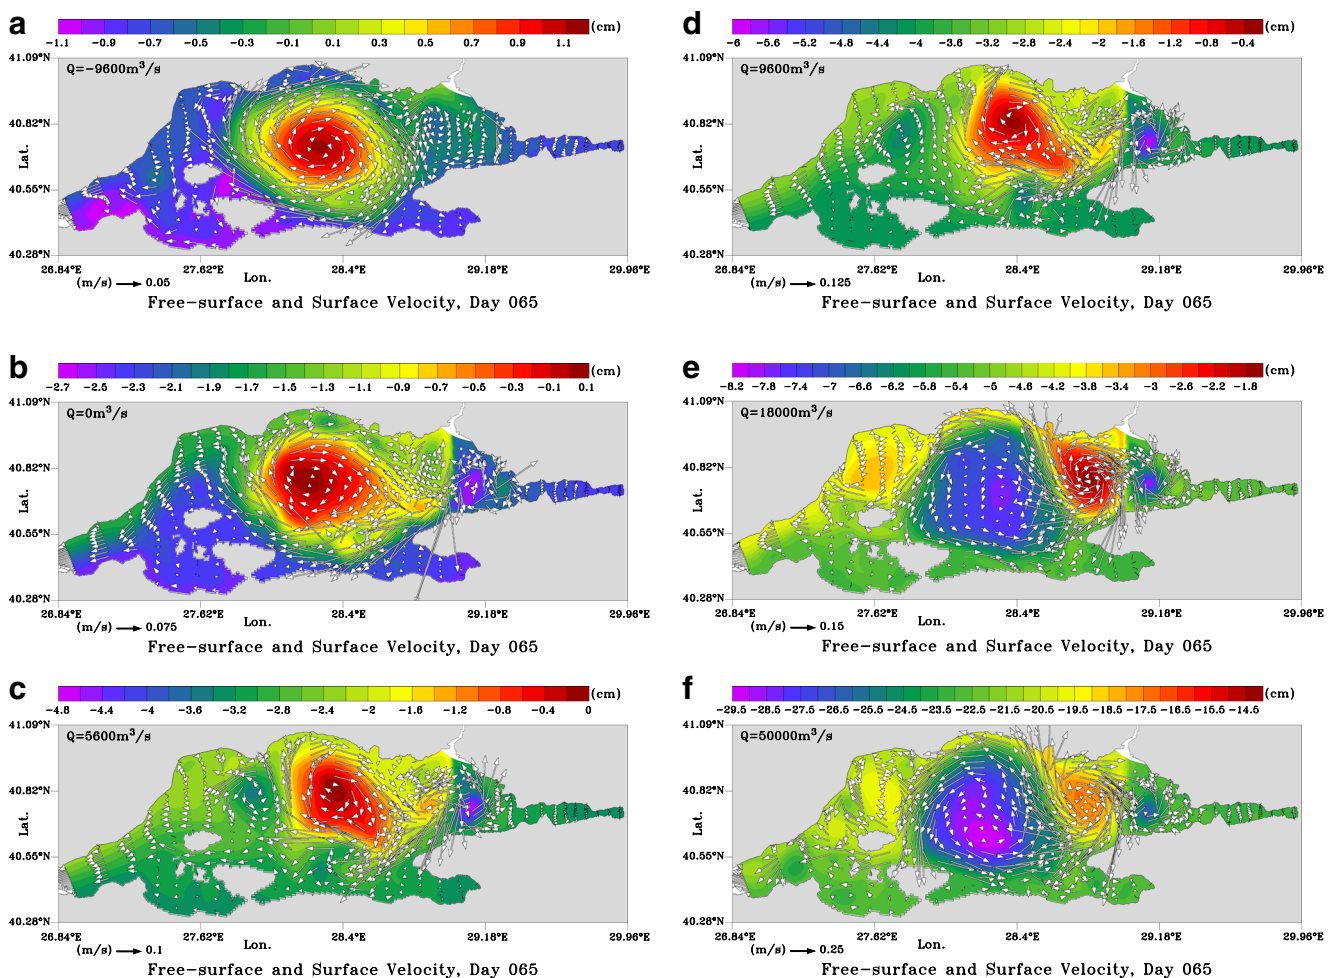 a
(cm)
-1.1 -0.9 -0.7 -0.5 -0.3 -0.1 0.1 0.3 0.5 0.7 0.9 1.1
Q=-9600m³/s
41.09°N
40.82°N
40.55°N
40.28°N
Lat.
26.84°E 27.62°E 28.4°E 29.18°E 29.96°E
Lon.
(m/s) 0.05
Free-surface and Surface Velocity, Day 065
b
(cm)
-2.7 -2.5 -2.3 -2.1 -1.9 -1.7 -1.5 -1.3 -1.1 -0.9 -0.7 -0.5 -0.3 -0.1 0.1
Q=0m³/s
41.09°N
40.82°N
40.55°N
40.28°N
Lat.
26.84°E 27.62°E 28.4°E 29.18°E 29.96°E
Lon.
(m/s) 0.075
Free-surface and Surface Velocity, Day 065
c
(cm)
-4.8 -4.4 -4 -3.6 -3.2 -2.8 -2.4 -2 -1.6 -1.2 -0.8 -0.4 0
Q=5600m³/s
41.09°N
40.82°N
40.55°N
40.28°N
Lat.
26.84°E 27.62°E 28.4°E 29.18°E 29.96°E
Lon.
(m/s) 0.1
Free-surface and Surface Velocity, Day 065
d
(cm)
-6 -5.6 -5.2 -4.8 -4.4 -4 -3.6 -3.2 -2.8 -2.4 -2 -1.6 -1.2 -0.8 -0.4
Q=9600m³/s
41.09°N
40.82°N
40.55°N
40.28°N
Lat.
26.84°E 27.62°E 28.4°E 29.18°E 29.96°E
Lon.
(m/s) 0.125
Free-surface and Surface Velocity, Day 065
e
(cm)
-8.2 -7.8 -7.4 -7 -6.6 -6.2 -5.8 -5.4 -5 -4.6 -4.2 -3.8 -3.4 -3 -2.6 -2.2 -1.8
Q=18000m³/s
41.09°N
40.82°N
40.55°N
40.28°N
Lat.
26.84°E 27.62°E 28.4°E 29.18°E 29.96°E
Lon.
(m/s) 0.15
Free-surface and Surface Velocity, Day 065
f
(cm)
-29.5 -28.5 -27.5 -26.5 -25.5 -24.5 -23.5 -22.5 -21.5 -20.5 -19.5 -18.5 -17.5 -16.5 -15.5 -14.5
Q=50000m³/s
41.09°N
40.82°N
40.55°N
40.28°N
Lat.
26.84°E 27.62°E 28.4°E 29.18°E 29.96°E
Lon.
(m/s) 0.25
Free-surface and Surface Velocity, Day 065